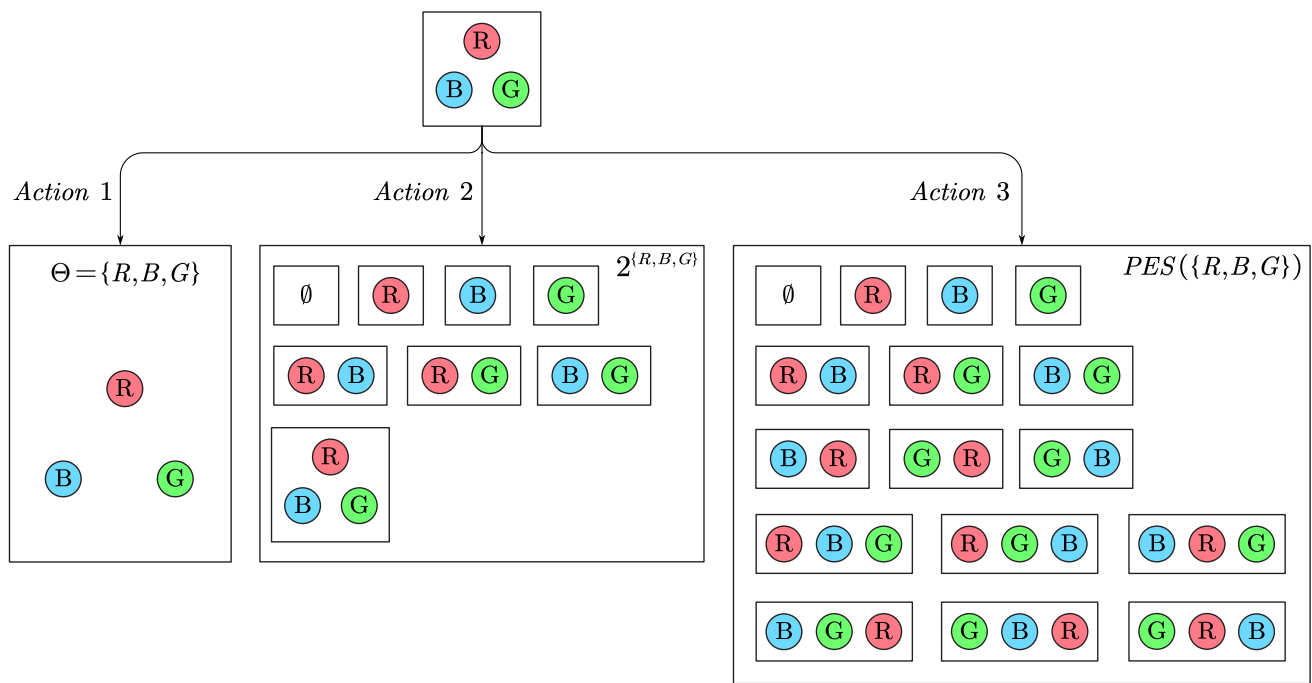 R
B G
Action 1 Action 2 Action 3
Θ={R,B,G}
R
B G
2^{R,B,G}
∅ R B G
R B R G B G
R
B G
PES({R,B,G})
∅ R B G
R B R G B G
B R G R G B
R B G R G B B R G
B G R G B R G R B